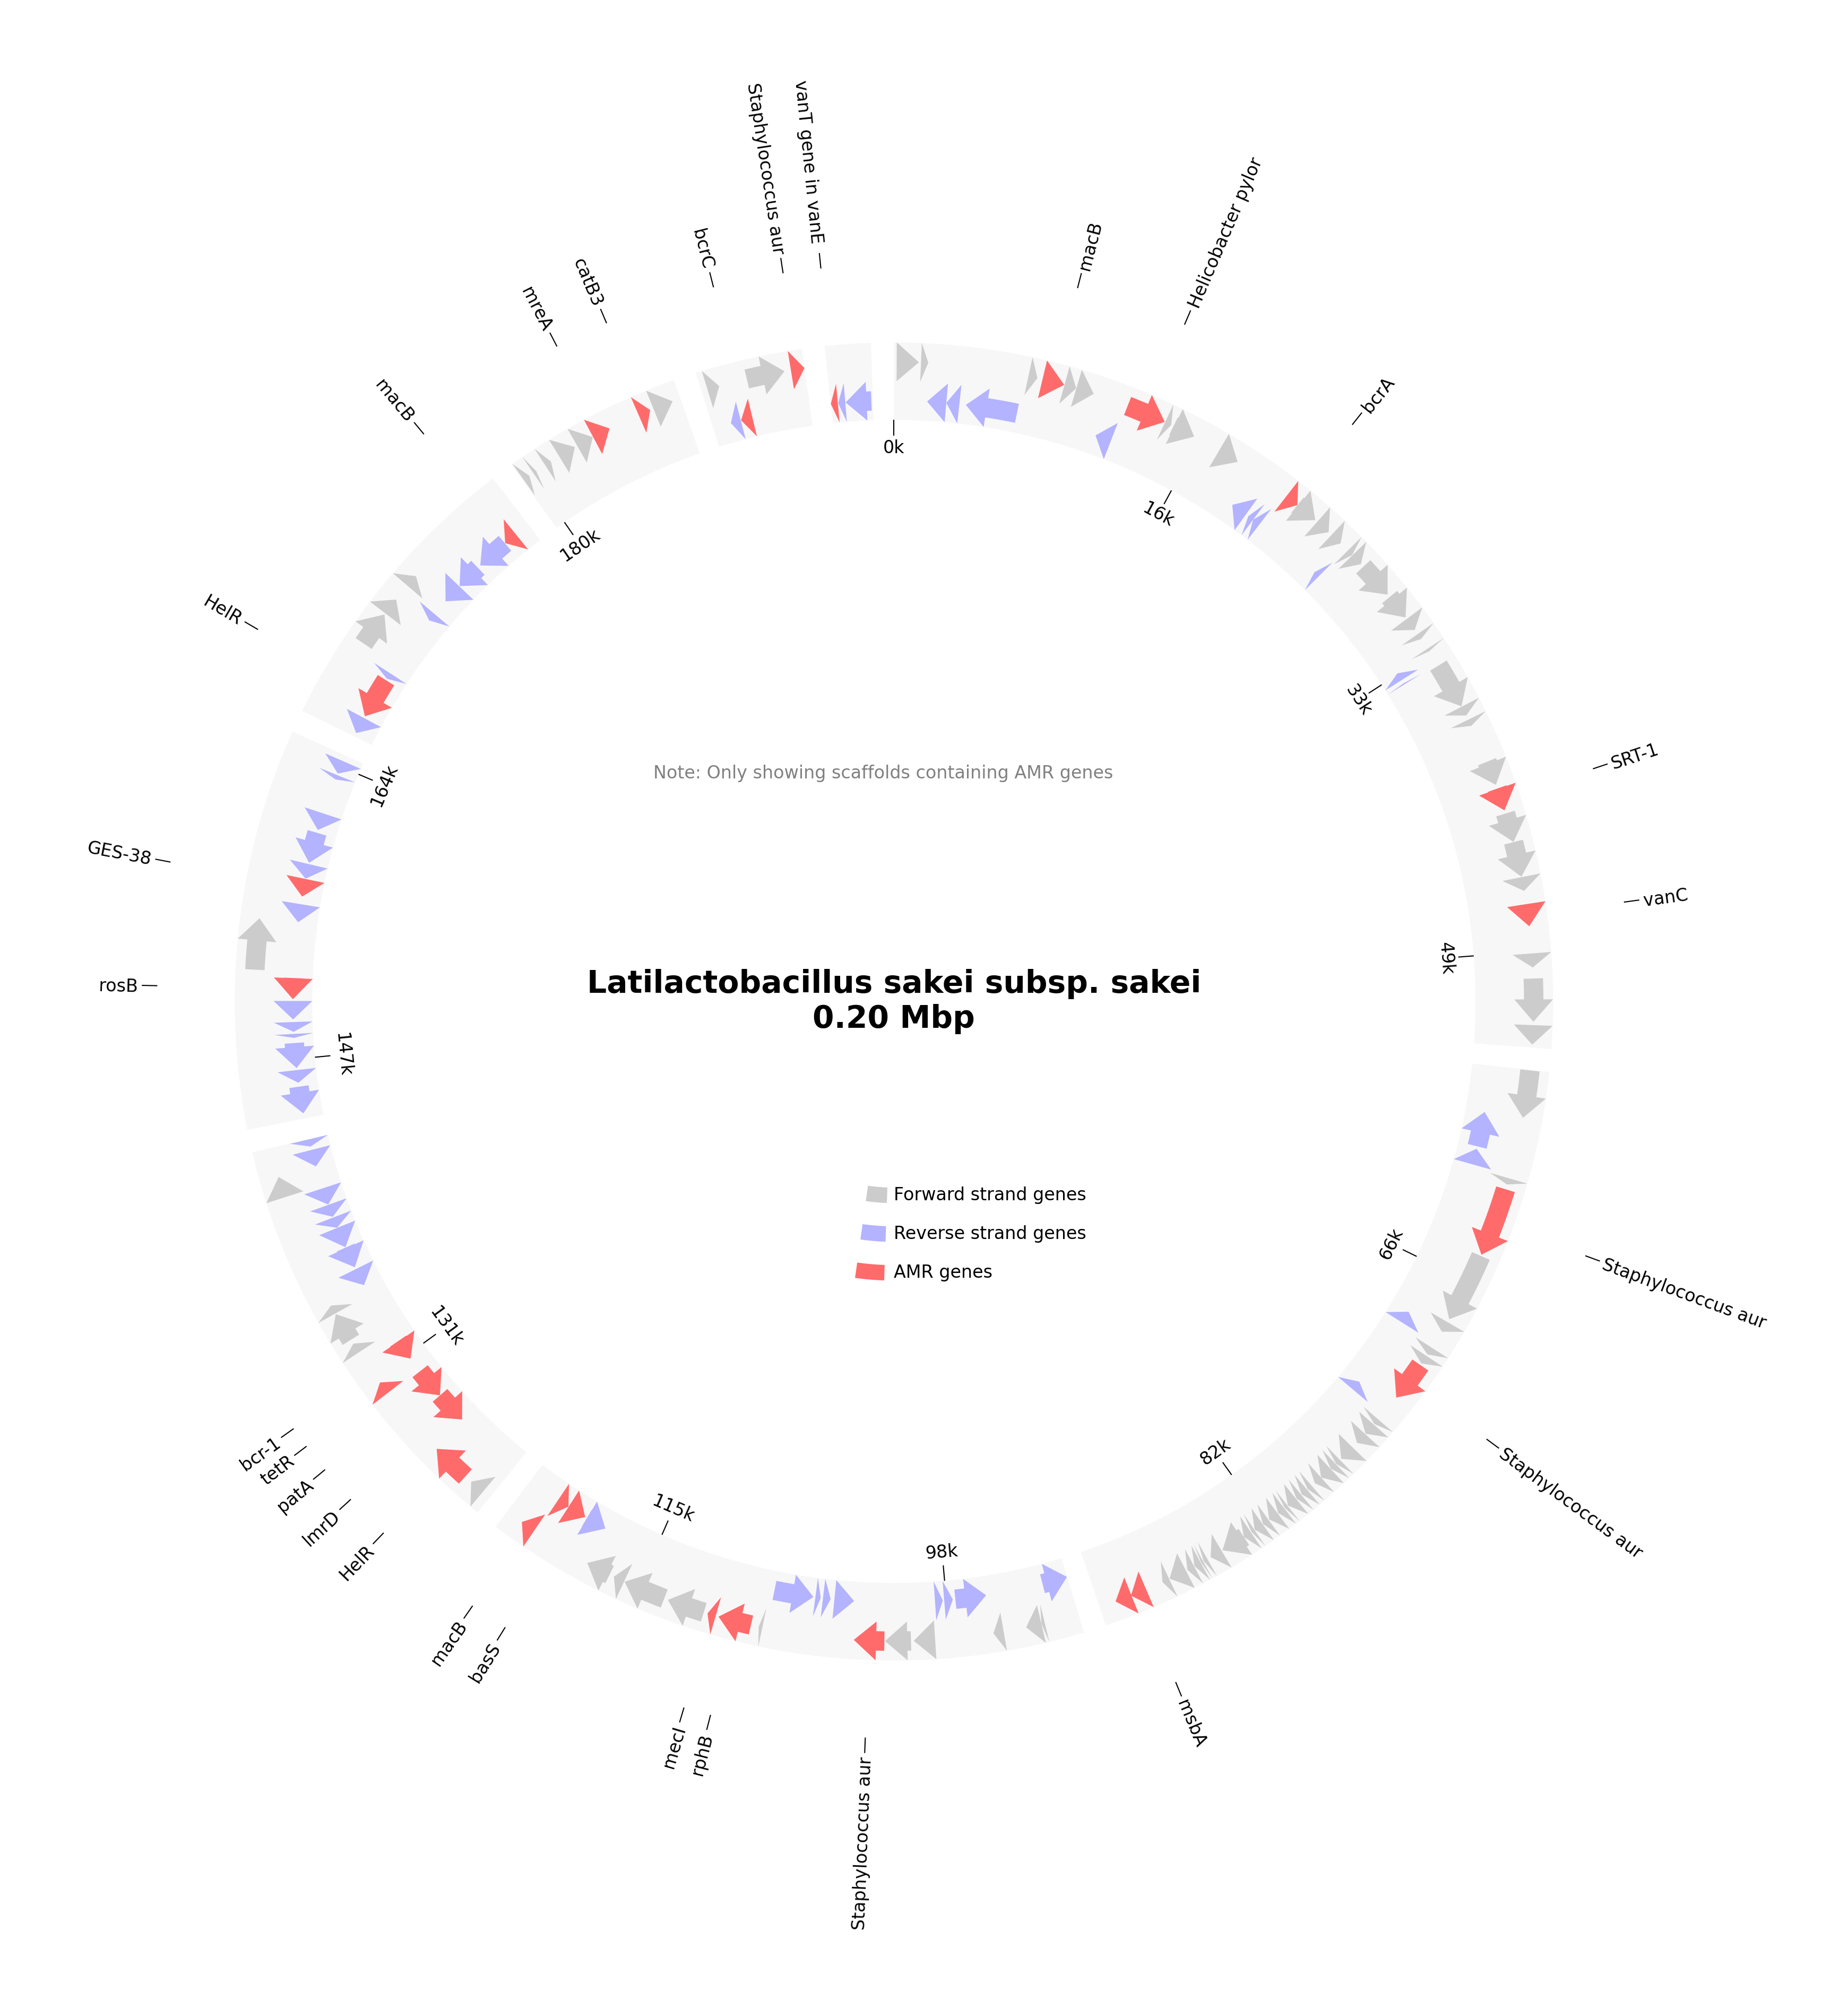 vanT gene in vanE
Staphylococcus aur
bcrC
catB3
mreA
macB
HelR
GES-38
rosB
macB
Helicobacter pylor
bcrA
SRT-1
vanC
Staphylococcus aur
Staphylococcus aur
msbA
Staphylococcus aur
rphB
mecI
basS
macB
HelR
lmrD
patA
tetR
bcr-1
0k
16k
33k
49k
66k
82k
98k
115k
131k
147k
164k
180k
Note: Only showing scaffolds containing AMR genes
Latilactobacillus sakei subsp. sakei
0.20 Mbp
Forward strand genes
Reverse strand genes
AMR genes